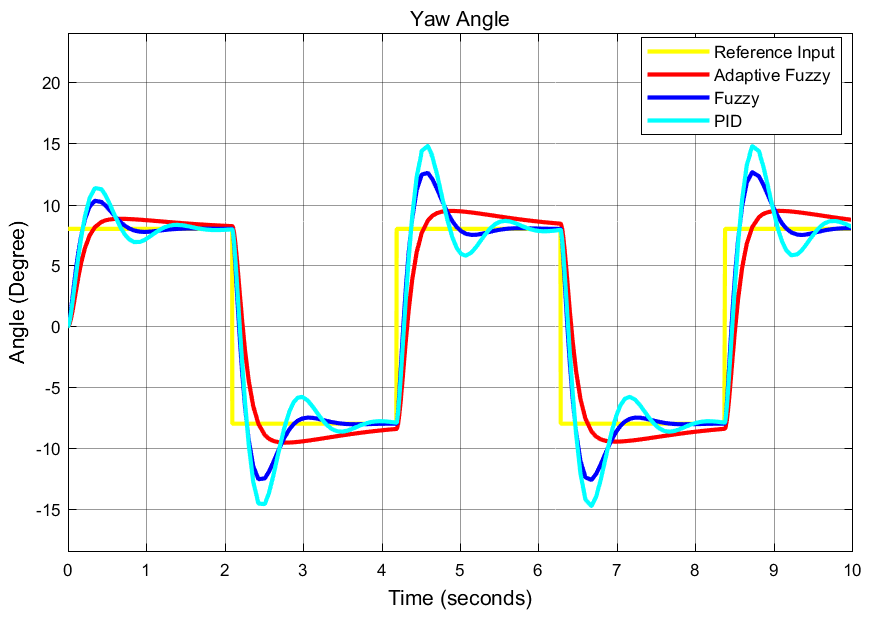 Yaw Angle
Reference Input
Adaptive Fuzzy
Fuzzy
PID
Angle (Degree)
20
15
10
5
0
-5
-10
-15
0 1 2 3 4 5 6 7 8 9 10
Time (seconds)